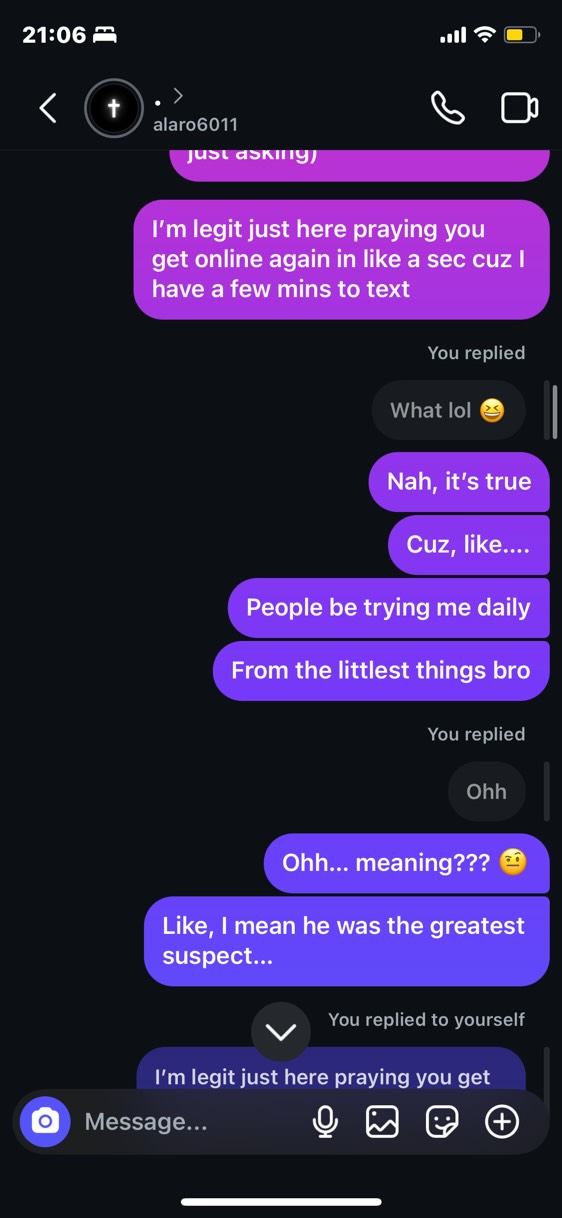 21:06
.
alaro6011
just asking)
I’m legit just here praying you
get online again in like a sec cuz I
have a few mins to text
You replied
What lol 😆
Nah, it’s true
Cuz, like....
People be trying me daily
From the littlest things bro
You replied
Ohh
Ohh... meaning??? 🤨
Like, I mean he was the greatest
suspect...
You replied to yourself
I’m legit just here praying you get
Message...